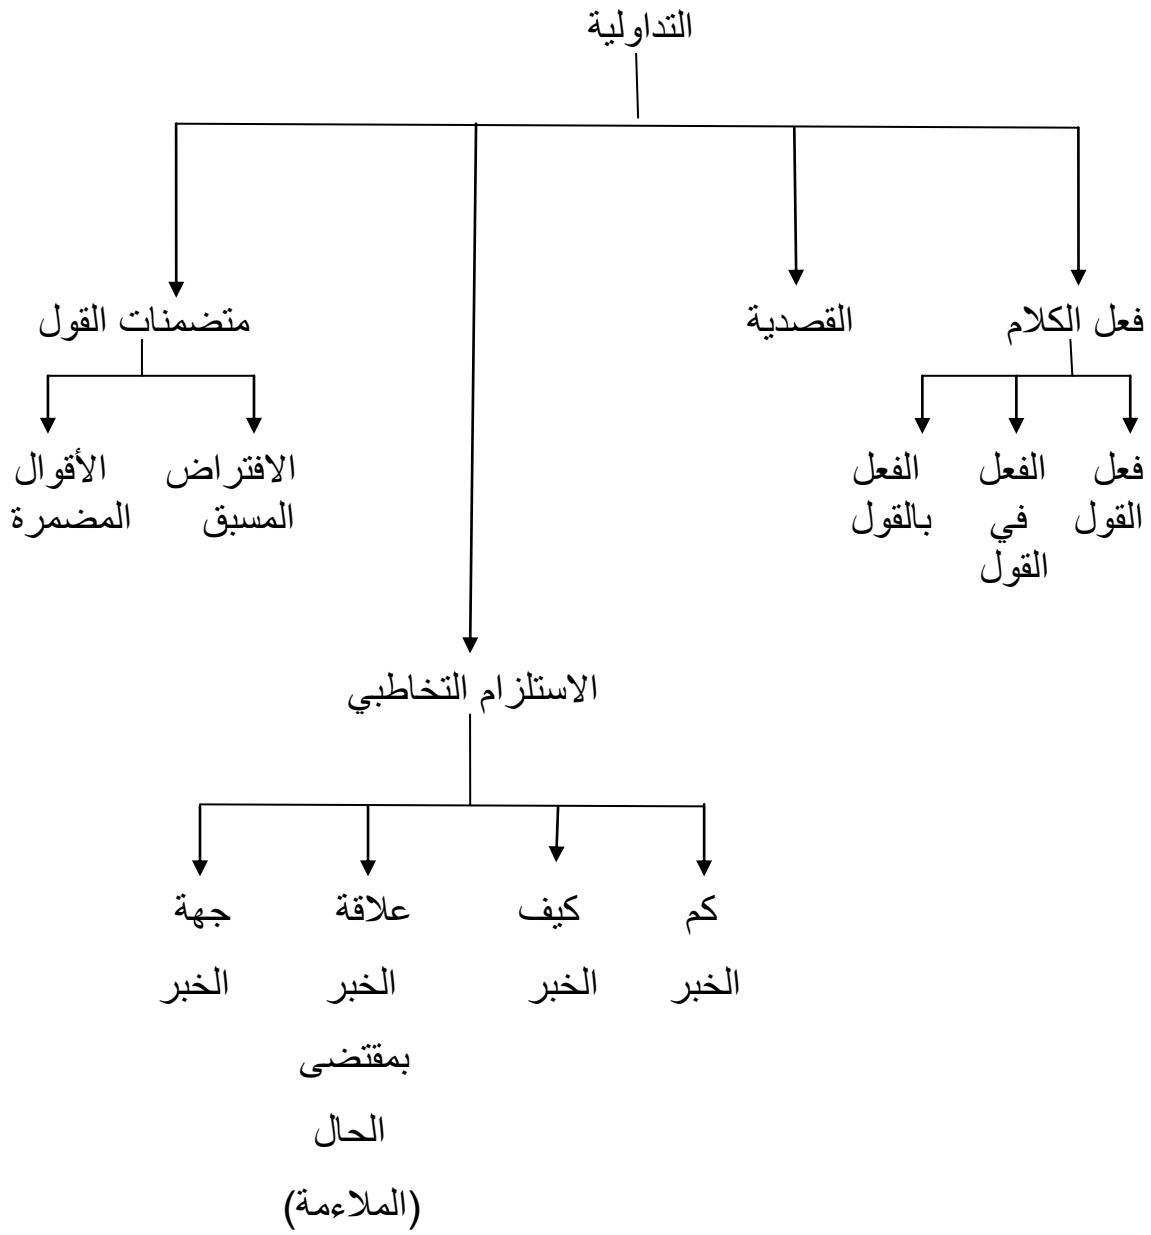 التداولية
فعل الكلام
القصدية
متضمنات القول
فعل
القول
الفعل
في
القول
الفعل
بالقول
الافتراض
المسبق
الأقوال
المضمرة
الاستلزام التخاطبي
كم
الخبر
كيف
الخبر
علاقة
الخبر
بمقتضى
الحال
(الملاءمة)
جهة
الخبر